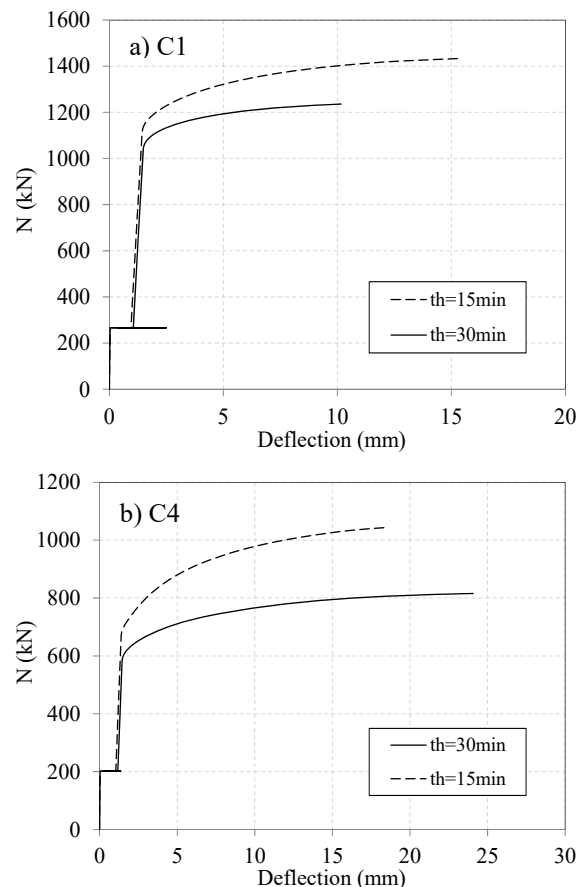 a) C1
N (kN)
1600
1400
1200
1000
800
600
400
200
0
th=15min
th=30min
0 5 10 15 20
Deflection (mm)
b) C4
N (kN)
1200
1000
800
600
400
200
0
th=30min
th=15min
0 5 10 15 20 25 30
Deflection (mm)